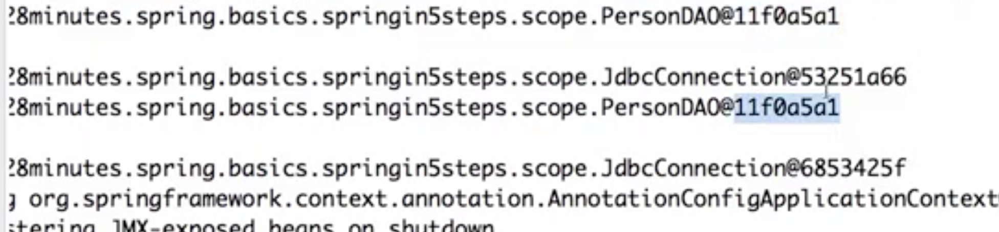 28minutes.spring.basics.springin5steps.scope.PersonDAO@11f0a5a1
28minutes.spring.basics.springin5steps.scope.JdbcConnection@53251a66
28minutes.spring.basics.springin5steps.scope.PersonDAO@11f0a5a1
28minutes.spring.basics.springin5steps.scope.JdbcConnection@6853425f
g org.springframework.context.annotation.AnnotationConfigApplicationContext
stering JMX-exposed beans on shutdown